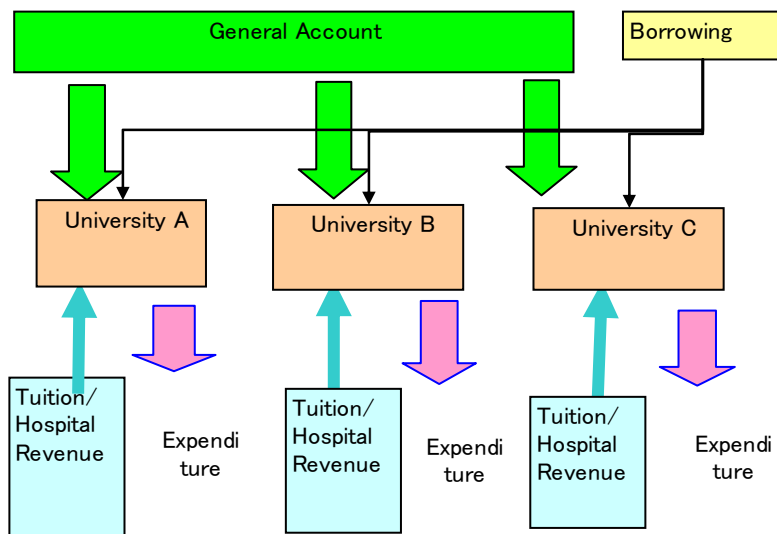 General Account
Borrowing
University A
University B
University C
Tuition/
Hospital
Revenue
Expendi
ture
Tuition/
Hospital
Revenue
Expendi
ture
Tuition/
Hospital
Revenue
Expendi
ture